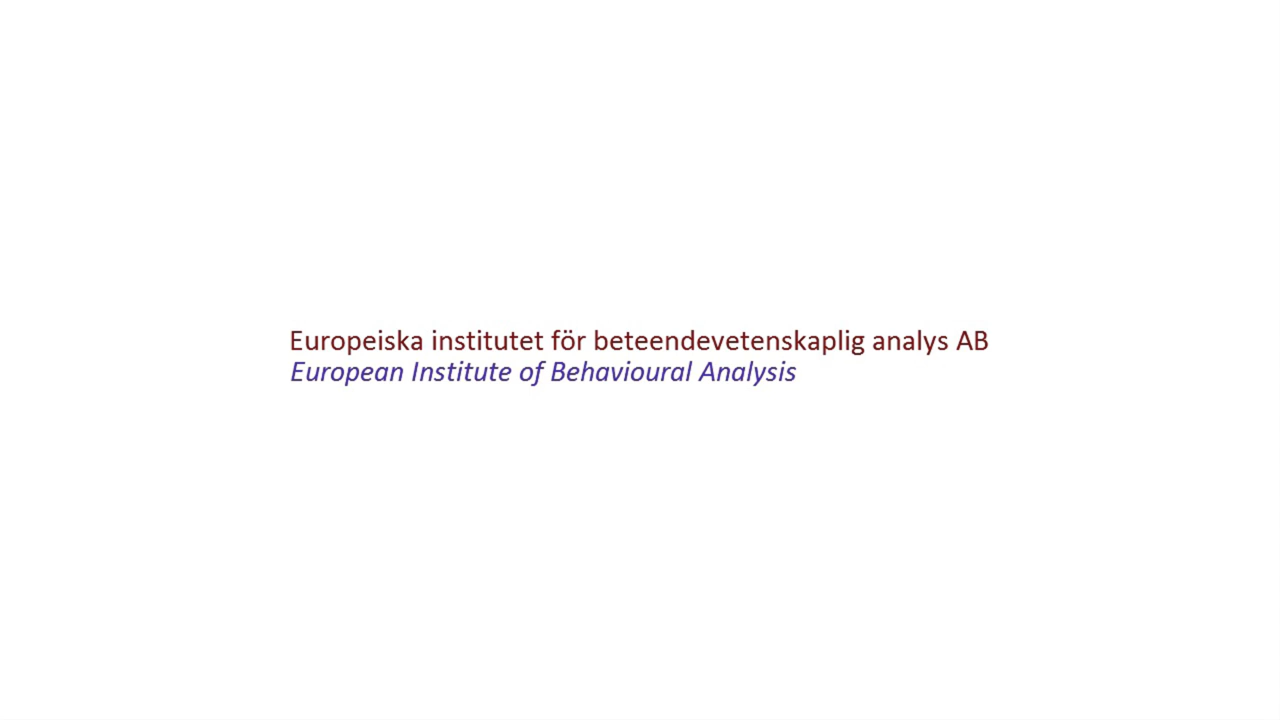 Europeiska institutet för beteendevetenskaplig analys AB
European Institute of Behavioural Analysis